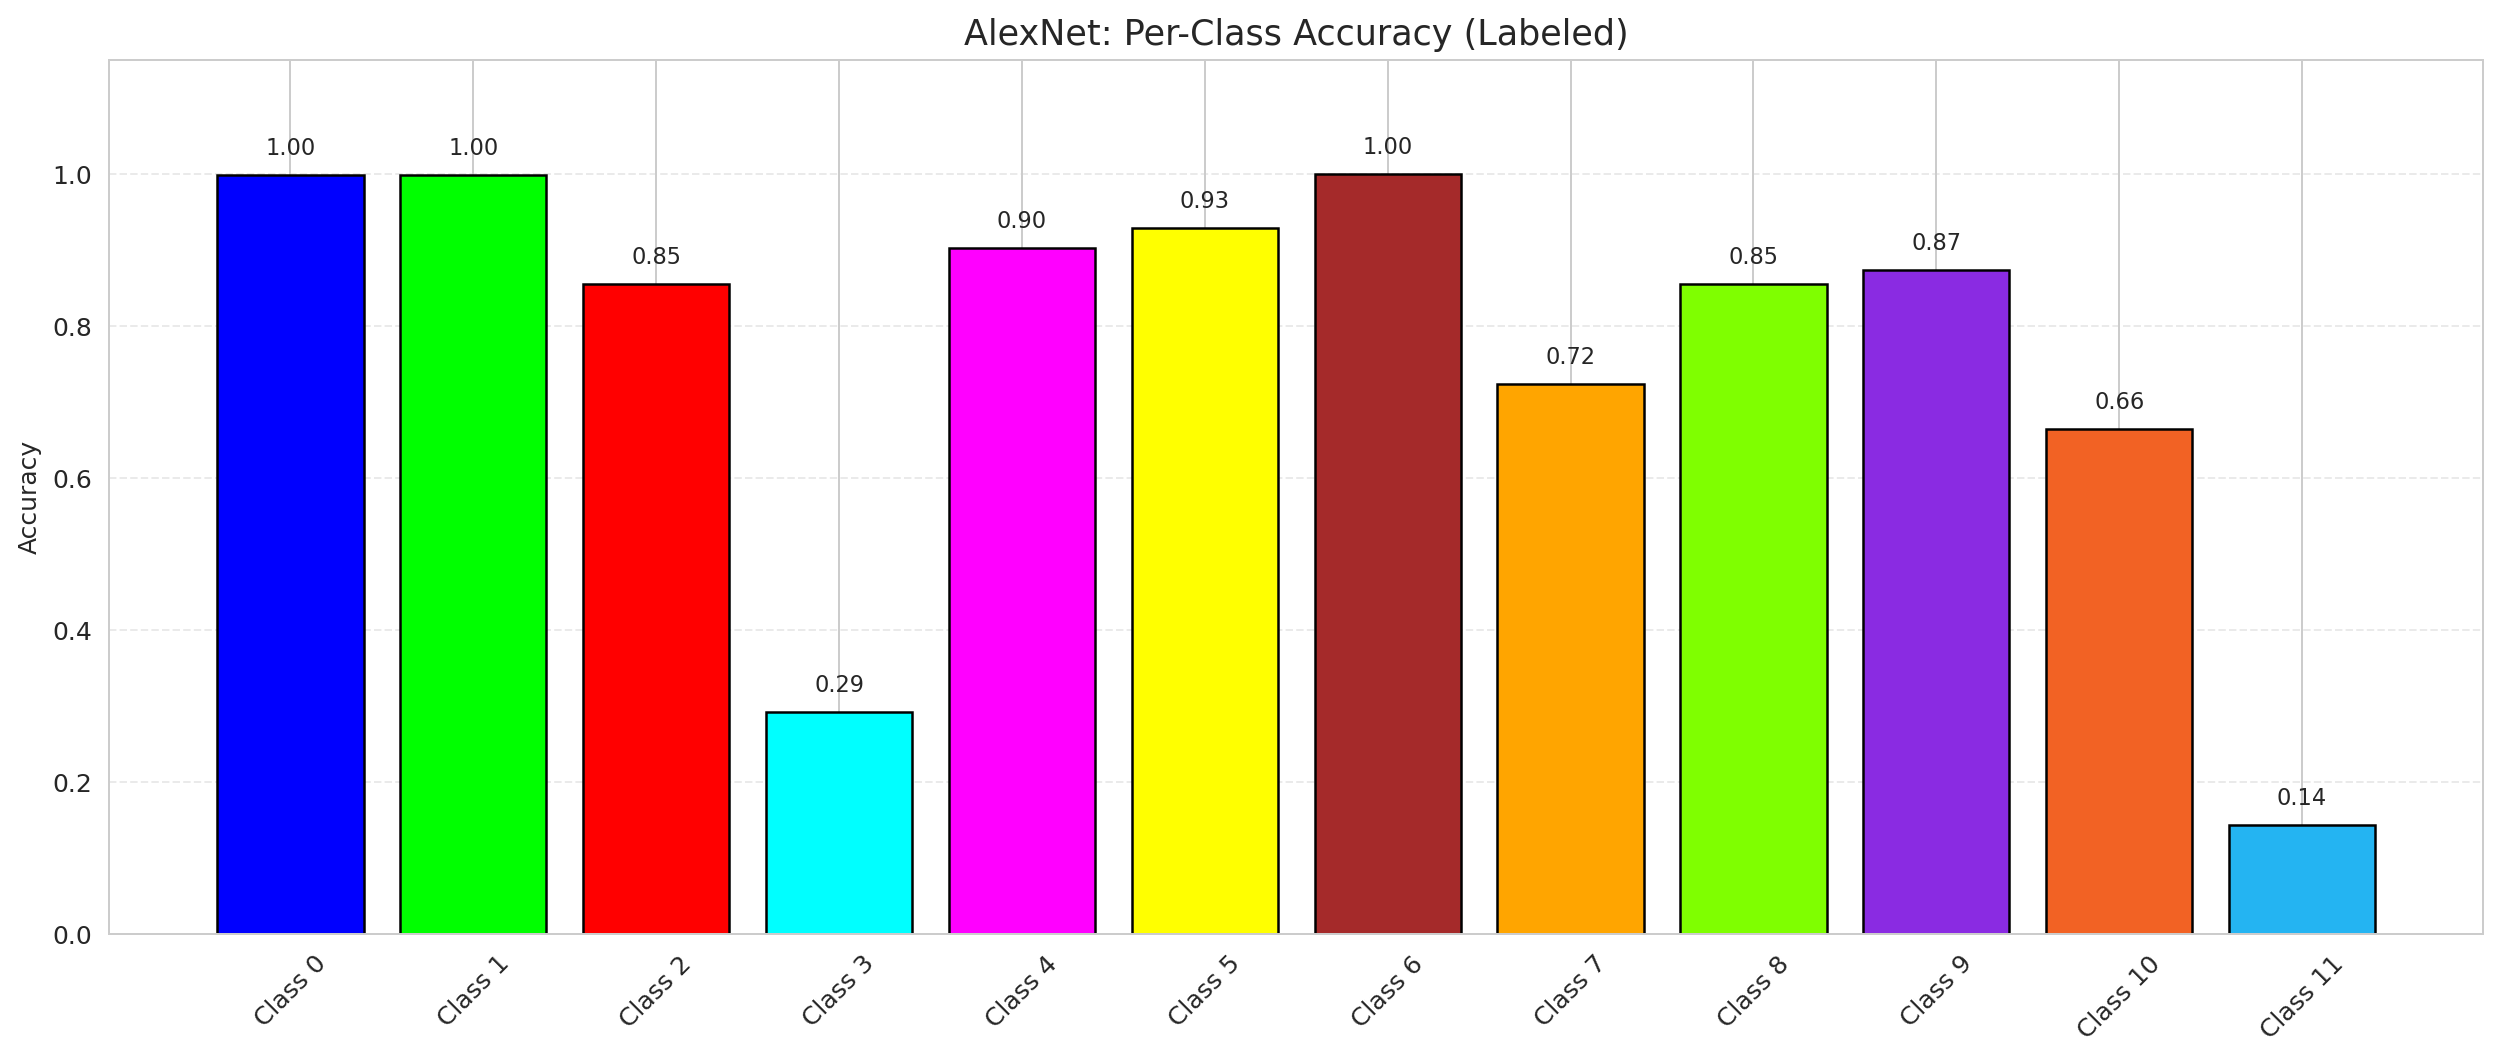 AlexNet: Per-Class Accuracy (Labeled)
Accuracy
1.0
0.8
0.6
0.4
0.2
0.0
1.00
1.00
0.85
0.29
0.90
0.93
1.00
0.72
0.85
0.87
0.66
0.14
Class 0
Class 1
Class 2
Class 3
Class 4
Class 5
Class 6
Class 7
Class 8
Class 9
Class 10
Class 11